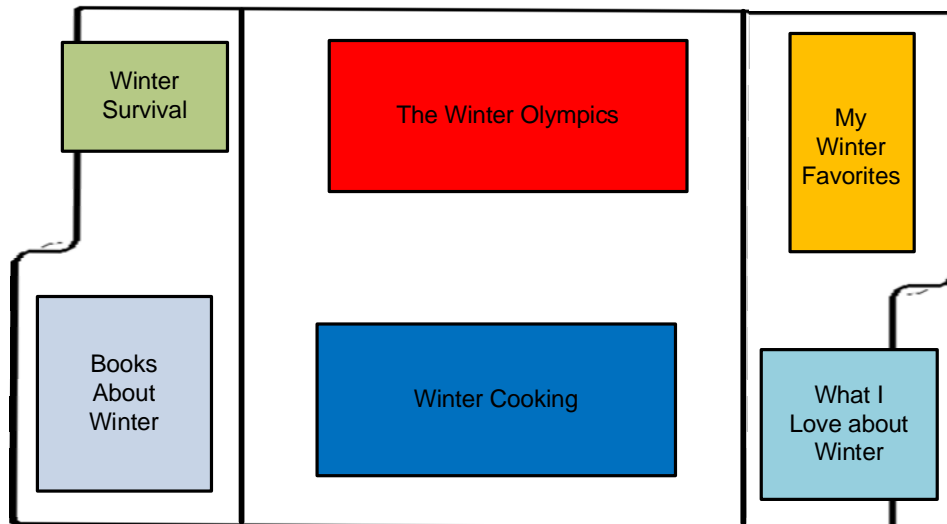 Winter
Survival
The Winter Olympics
My
Winter
Favorites
Books
About
Winter
Winter Cooking
What I
Love about
Winter